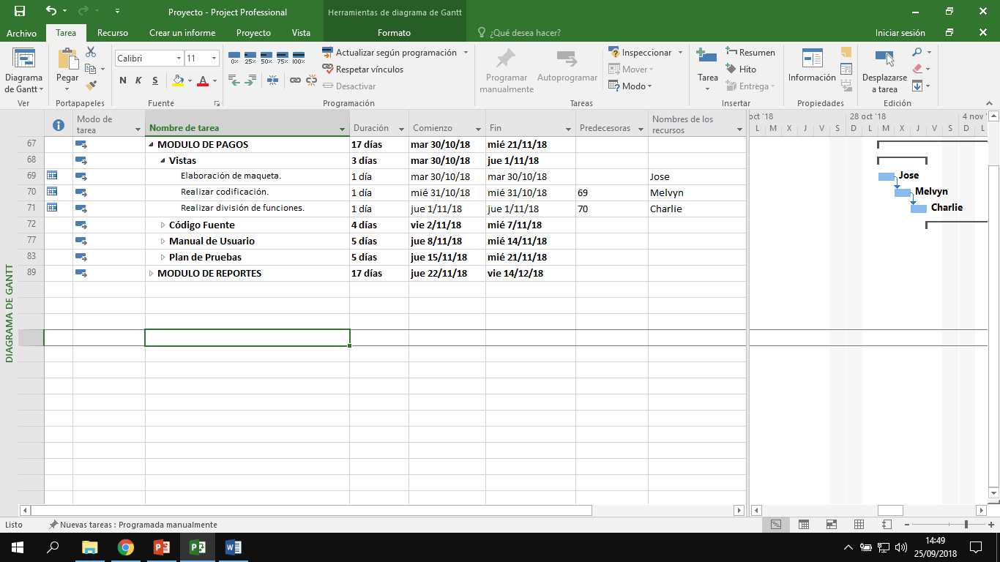 Proyecto - Project Professional
Herramientas de diagrama de Gantt
Archivo Tarea Recurso Crear un informe Proyecto Vista Formato ¿Qué desea hacer? Iniciar sesión
Diagrama de Gantt
Ver
Pegar
Portapapeles
Calibri 11
N K S A
Fuente
0% 25% 50% 75% 100%
Actualizar según programación
Respetar vínculos
Desactivar
Programación
Programar manualmente
Autoprogramar
Inspeccionar
Mover
Modo
Tareas
Tarea
Resumen
Hito
Entrega
Insertar
Información
Propiedades
Desplazarse a tarea
Edición
Modo de tarea Nombre de tarea Duración Comienzo Fin Predecesoras Nombres de los recursos
oct '18 28 oct '18 4 nov '
L M X J V S D L M X J V S D L
67 MODULO DE PAGOS 17 días mar 30/10/18 mié 21/11/18
68 Vistas 3 días mar 30/10/18 jue 1/11/18
69 Elaboración de maqueta. 1 día mar 30/10/18 mar 30/10/18 Jose Jose
70 Realizar codificación. 1 día mié 31/10/18 mié 31/10/18 69 Melvyn Melvyn
71 Realizar división de funciones. 1 día jue 1/11/18 jue 1/11/18 70 Charlie Charlie
72 Código Fuente 4 días vie 2/11/18 mié 7/11/18
77 Manual de Usuario 5 días jue 8/11/18 mié 14/11/18
83 Plan de Pruebas 5 días jue 15/11/18 mié 21/11/18
89 MODULO DE REPORTES 17 días jue 22/11/18 vie 14/12/18
DIAGRAMA DE GANTT
Listo Nuevas tareas : Programada manualmente
14:49
25/09/2018